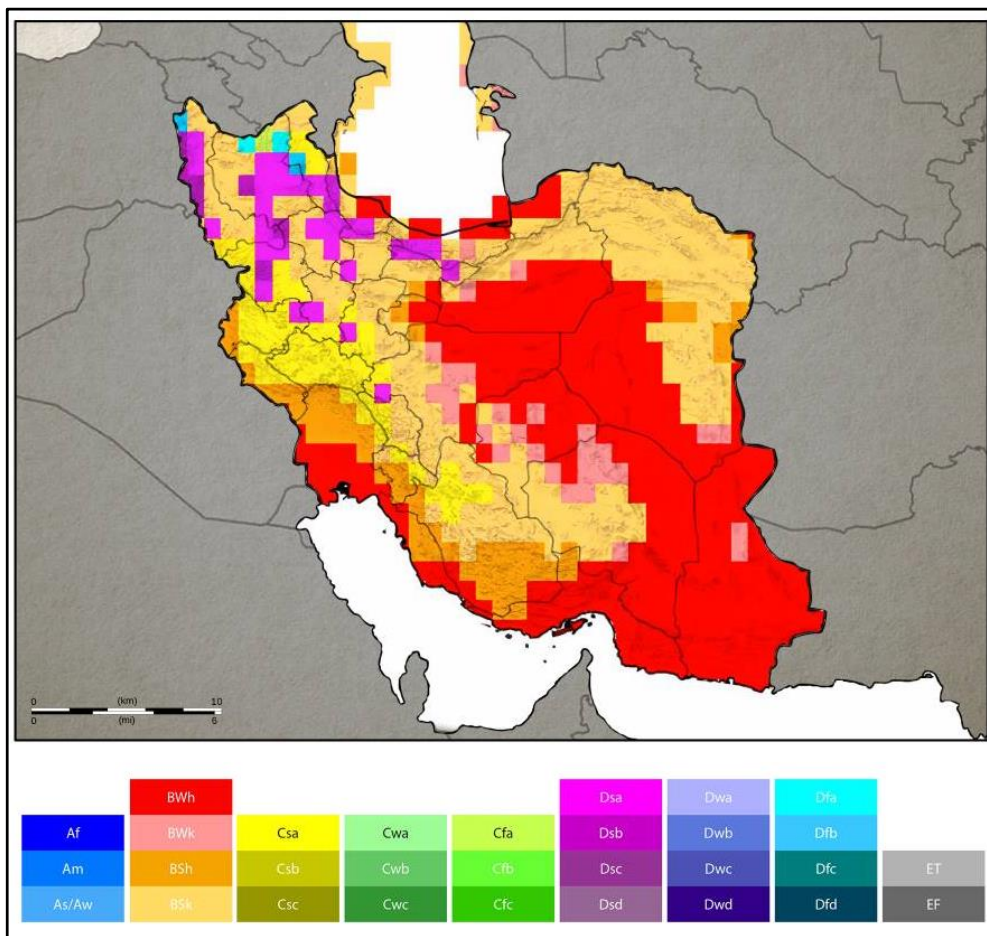 0 (km) 10
0 (mi) 6
BWh Dsa Dwa Dfa
Af BWk Csa Cwa Cfa Dsb Dwb Dfb
Am BSh Csb Cwb Cfb Dsc Dwc Dfc ET
As/Aw BSk Csc Cwc Cfc Dsd Dwd Dfd EF